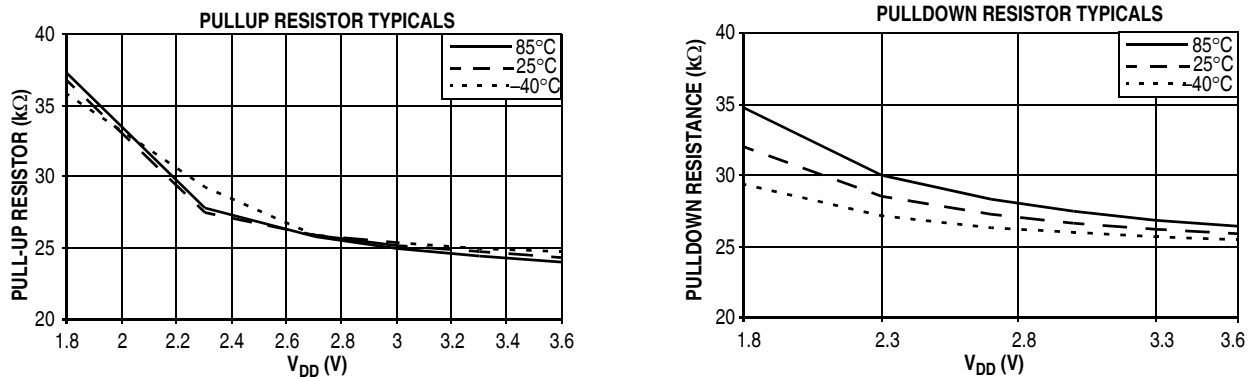 PULLUP RESISTOR TYPICALS
PULL-UP RESISTOR (kΩ)
40
35
30
25
20
85°C
25°C
–40°C
1.8 2 2.2 2.4 2.6 2.8 3 3.2 3.4 3.6
VDD (V)
PULLDOWN RESISTOR TYPICALS
PULLDOWN RESISTANCE (kΩ)
40
35
30
25
20
85°C
25°C
–40°C
1.8 2.3 2.8 3.3 3.6
VDD (V)